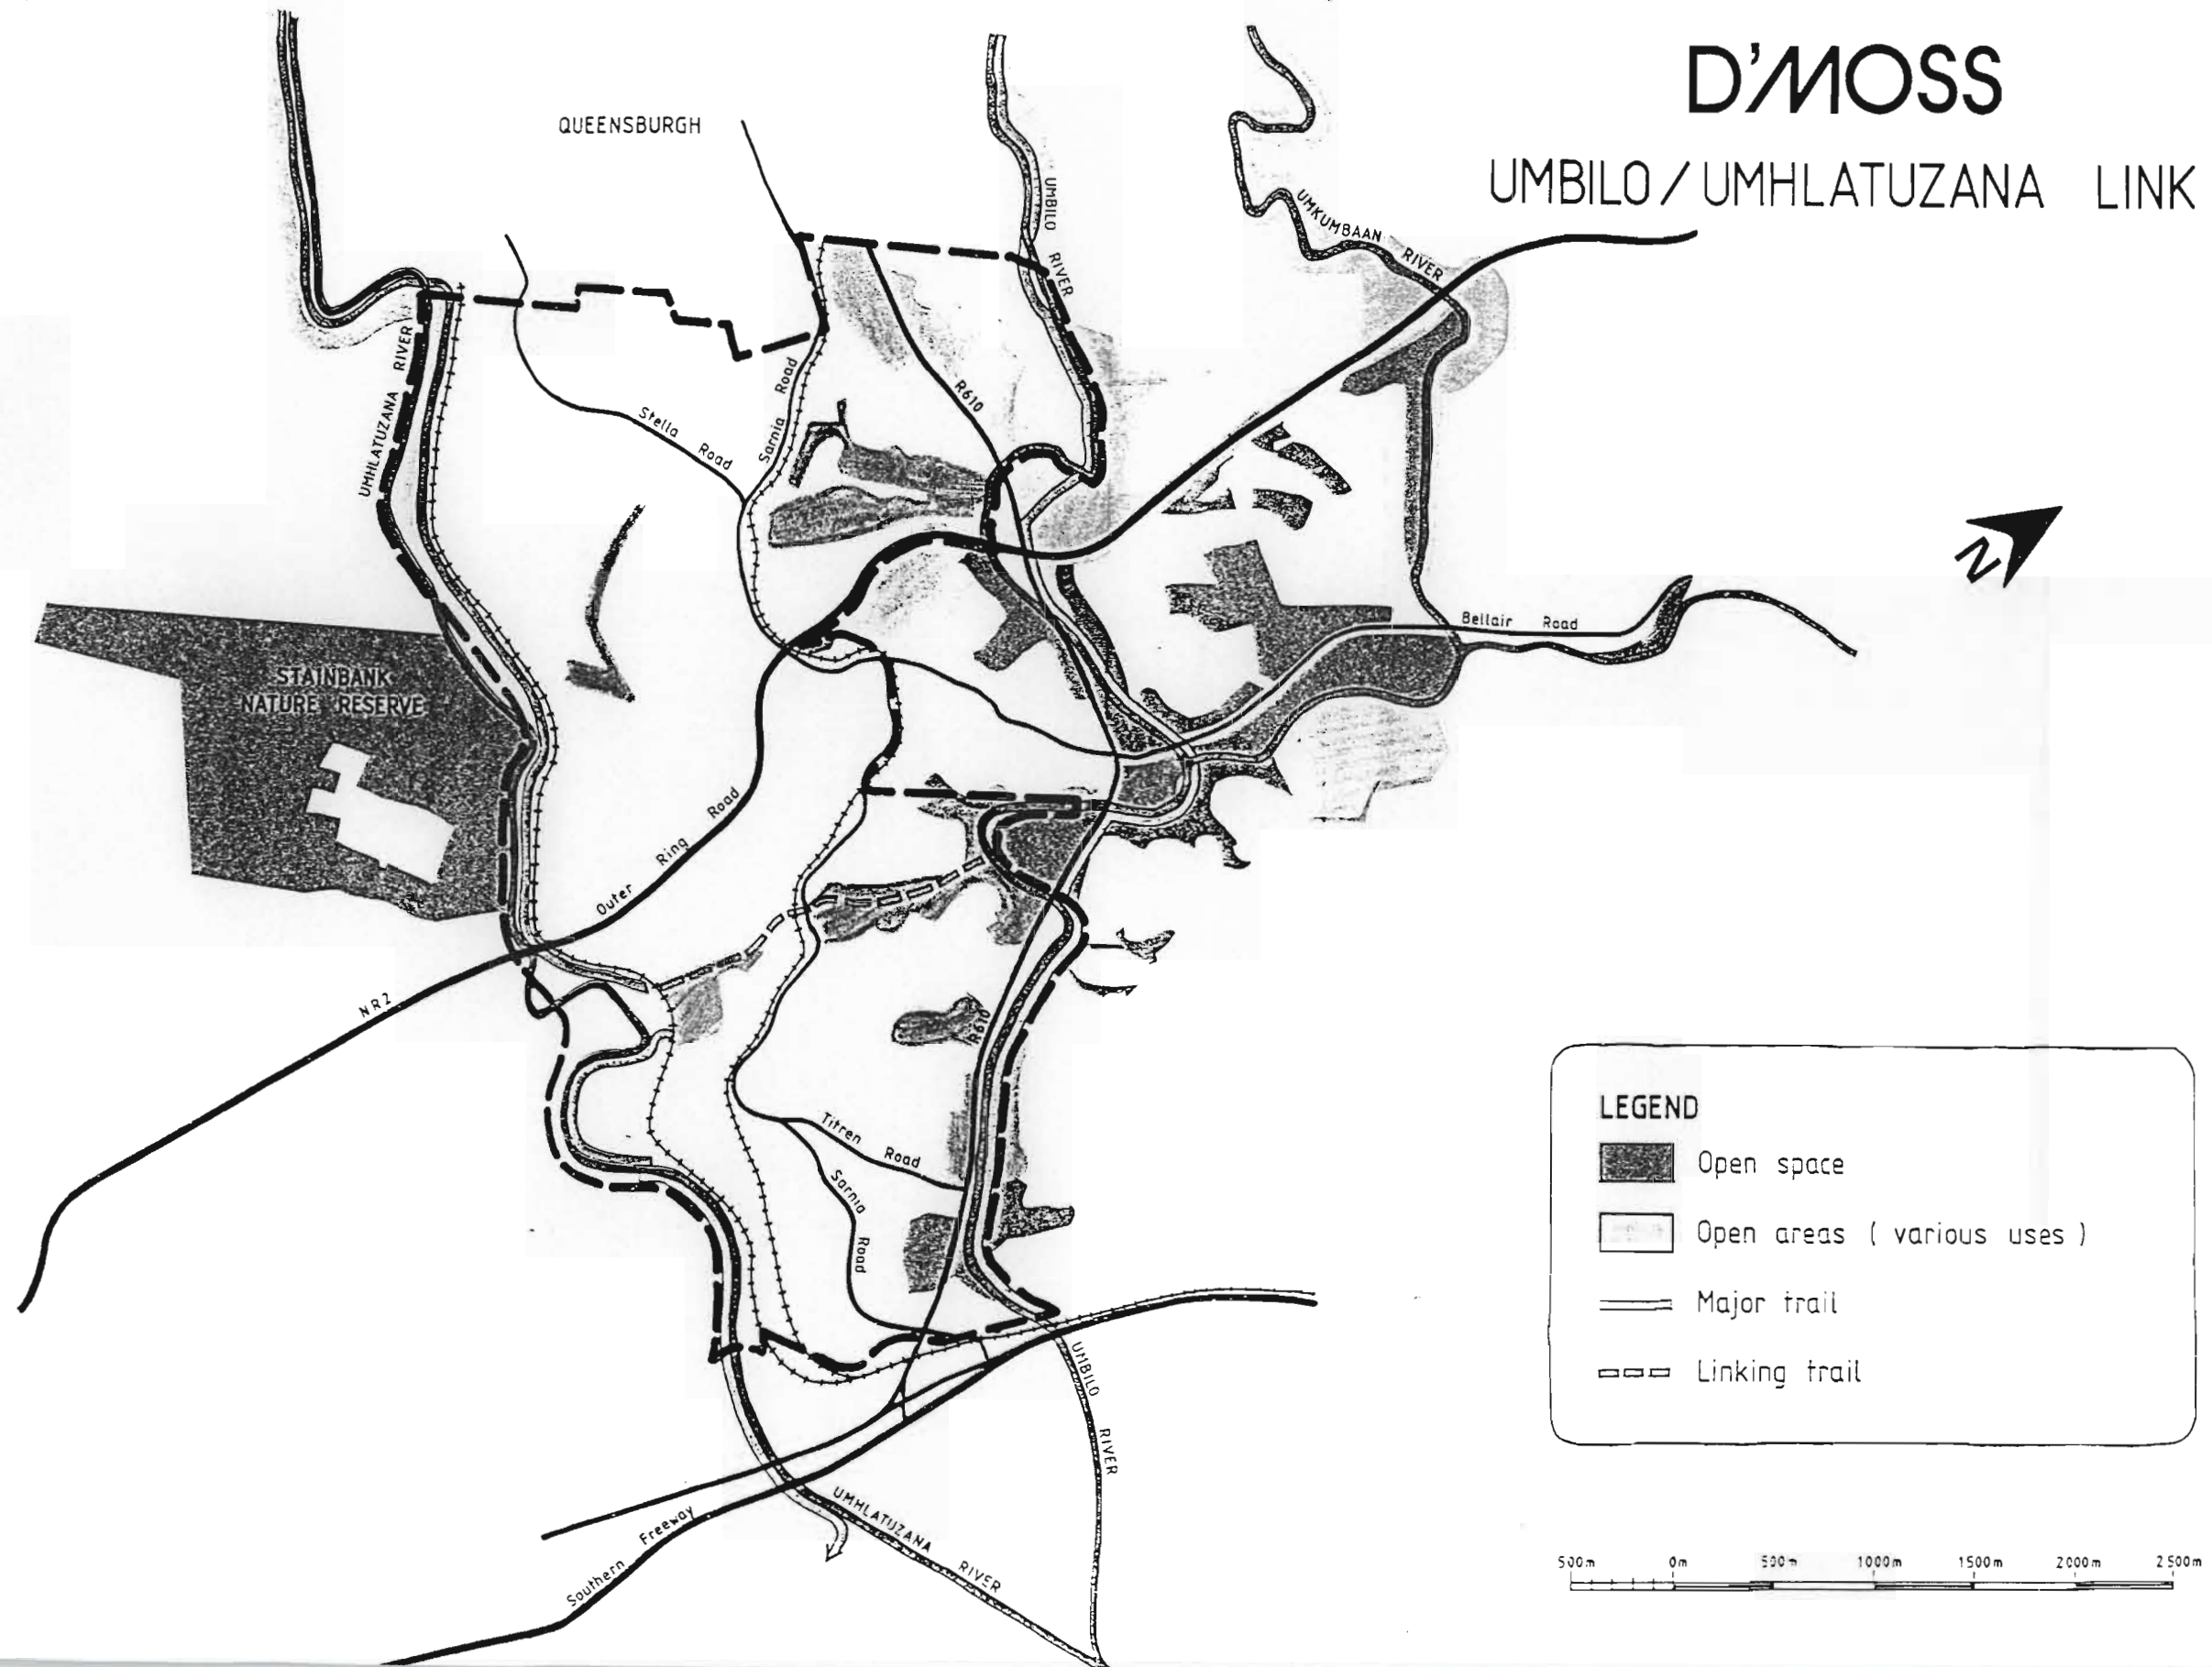 D'MOSS
UMBILO / UMHLATUZANA LINK
QUEENSBURGH
UMBILO RIVER
UMKUMBAAN RIVER
UMHLATUZANA RIVER
Stella Road
Sarnia Road
R610
N
STAINBANK
NATURE RESERVE
Bellair Road
Outer Ring Road
N R 2
R610
Titren Road
Sarnia Road
LEGEND
Open space
Open areas ( various uses )
Major trail
Linking trail
UMBILO RIVER
UMHLATUZANA RIVER
Southern Freeway
500m 0m 500m 1000m 1500m 2000m 2500m